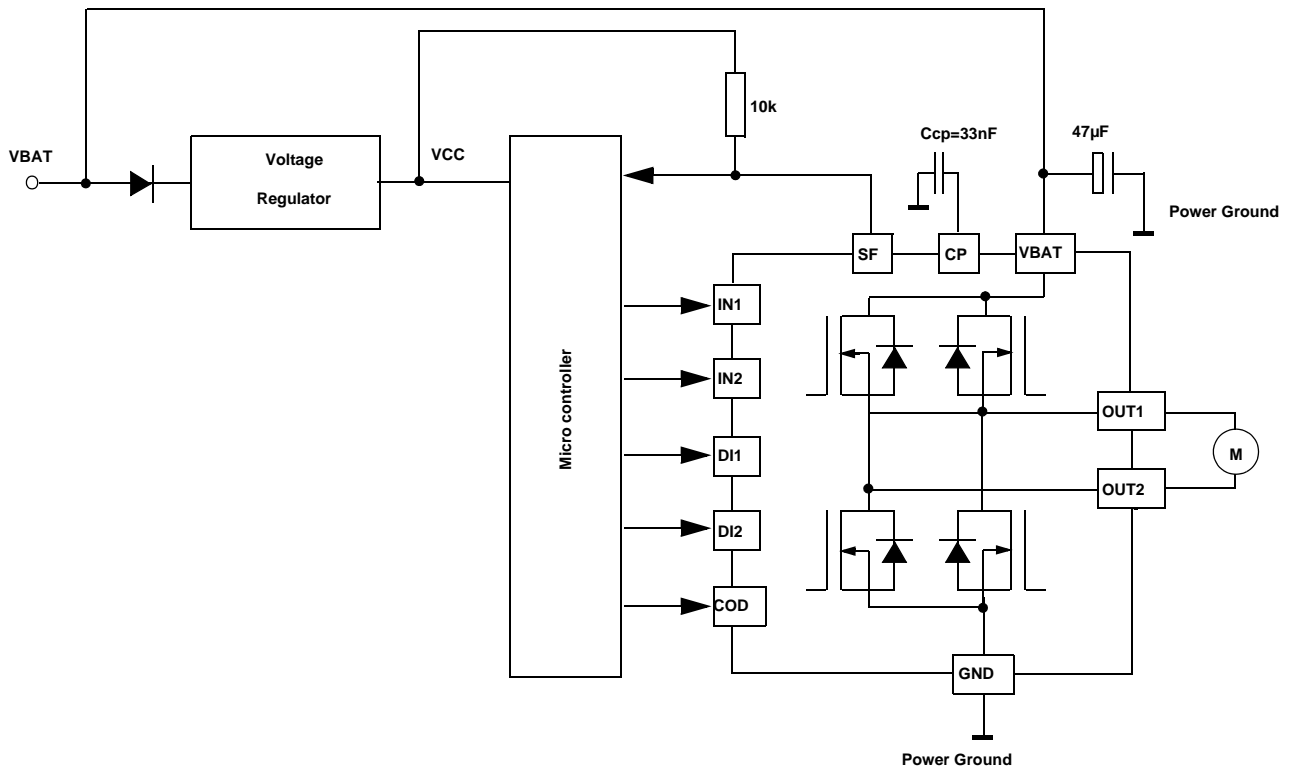 10k
Ccp=33nF
47µF
VBAT
Voltage
Regulator
VCC
Power Ground
SF
CP
VBAT
IN1
IN2
DI1
DI2
COD
Micro controller
OUT1
OUT2
M
GND
Power Ground